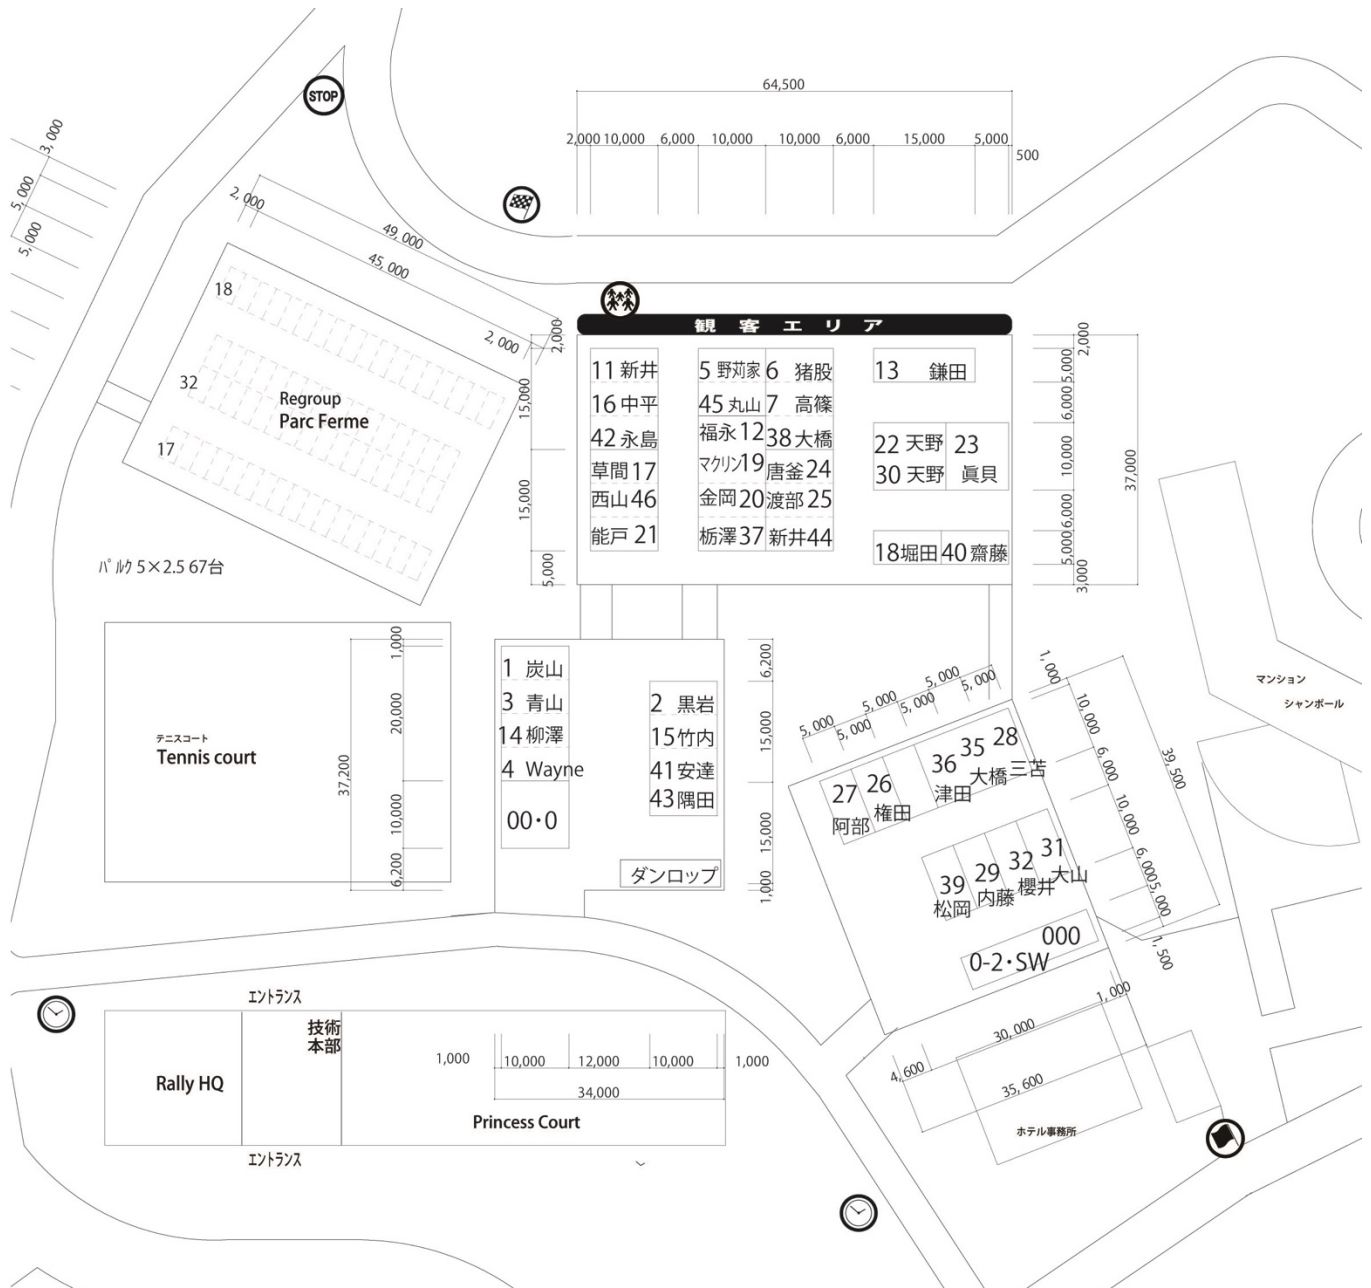 STOP
64,500
2,000 10,000 6,000 10,000 10,000 6,000 15,000 5,000
500
3,000
5,000
5,000
2,000
49,000
45,000
2,000
18
32
17
Regroup
Parc Ferme
パルク 5×2.5 67台
観客エリア
2,000
15,000
15,000
5,000
11 新井
16 中平
42 永島
草間 17
西山 46
能戸 21
5 野苅家
45 丸山
福永 12
マクリン 19
金岡 20
栃澤 37
6 猪股
7 高篠
38 大橋
唐釜 24
渡部 25
新井 44
13 鎌田
22 天野
30 天野
23
眞貝
18 堀田
40 齋藤
2,000
5,000
6,000
10,000
6,000
5,000
3,000
37,000
テニスコート
Tennis court
37,200
1,000
20,000
10,000
6,200
1 炭山
3 青山
14 柳澤
4 Wayne
00・0
2 黒岩
15 竹内
41 安達
43 隅田
ダンロップ
6,200
15,000
15,000
1,000
5,000
5,000
5,000
5,000
5,000
5,000
27
阿部
26
権田
36
津田
35
大橋
28
三苫
39
松岡
29
内藤
32
櫻井
31
大山
000
0-2・SW
1,000
10,000
6,000
10,000
6,000
5,000
1,500
39,500
マンション
シャンボール
エントランス
Rally HQ
技術
本部
エントランス
1,000 10,000 12,000 10,000 1,000
34,000
Princess Court
1,000
30,000
4,600
35,600
ホテル事務所